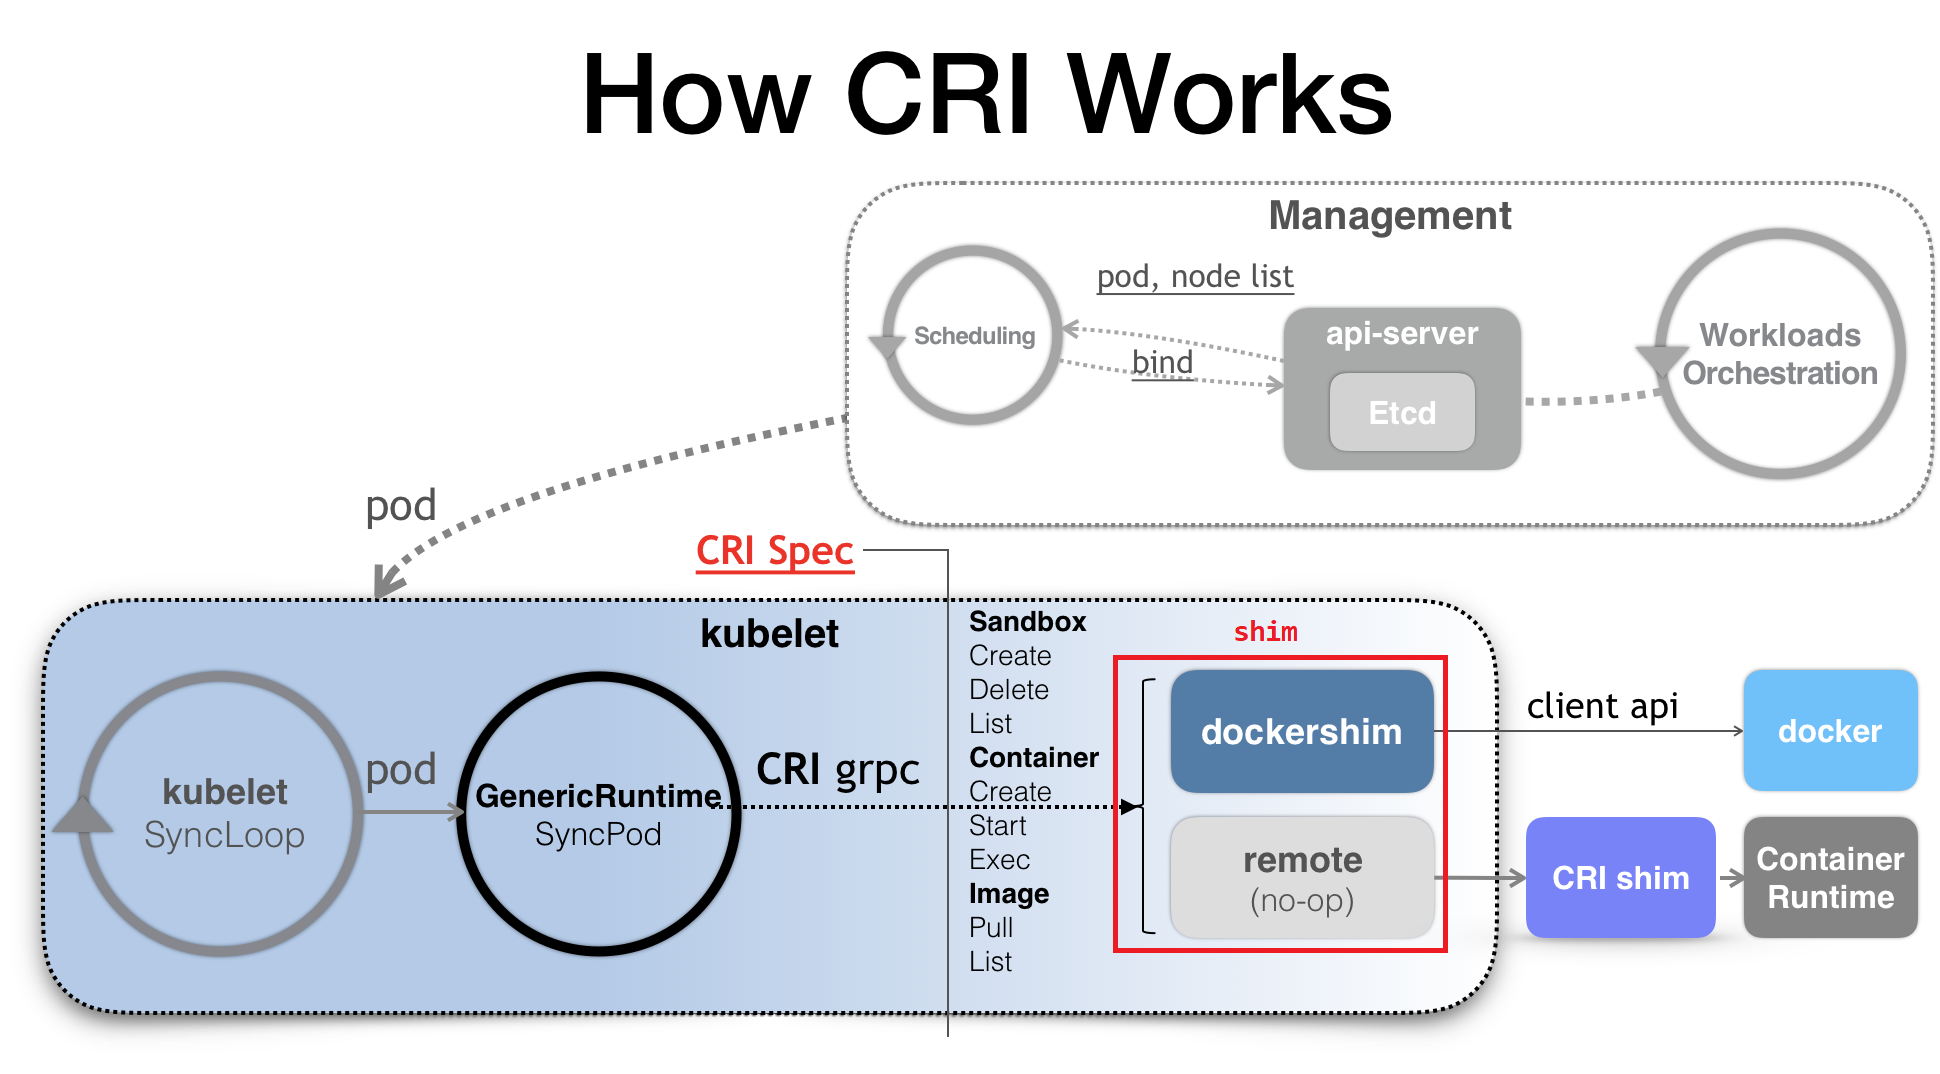 How CRI Works
Management
pod, node list
Scheduling
bind
api-server
Etcd
Workloads
Orchestration
pod
CRI Spec
kubelet
kubelet
SyncLoop
pod
GenericRuntime
SyncPod
CRI grpc
Sandbox
Create
Delete
List
Container
Create
Start
Exec
Image
Pull
List
shim
dockershim
remote
(no-op)
client api
docker
CRI shim
Container
Runtime